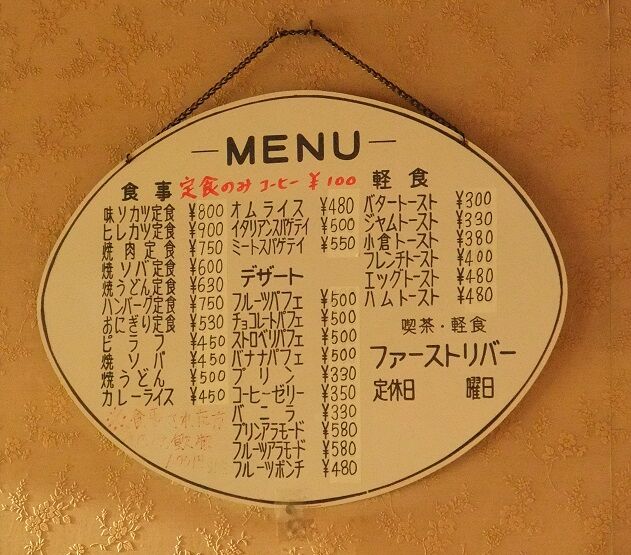 MENU
食事 定食のみ コーヒー ¥100
味ソカツ定食 ¥800
ヒレカツ定食 ¥900
焼肉定食 ¥750
焼ソバ定食 ¥600
焼うどん定食 ¥630
ハンバーグ定食 ¥750
おにぎり定食 ¥530
ピラフ ¥450
焼ソバ ¥450
焼うどん ¥500
カレーライス ¥450
オムライス ¥480
イタリアンスパゲテイ ¥500
ミートスパゲテイ ¥550
デザート
フルーツパフェ ¥500
チョコレートパフェ ¥500
ストロベリパフェ ¥500
バナナパフェ ¥500
プリン ¥330
コーヒーゼリー ¥350
バニラ ¥330
プリンアラモード ¥580
フルーツアラモード ¥580
フルーツポンチ ¥480
軽食
バタートースト ¥300
ジャムトースト ¥330
小倉トースト ¥380
フレンチトースト ¥400
エッグトースト ¥480
ハムトースト ¥480
喫茶・軽食
ファーストリバー
定休日 曜日